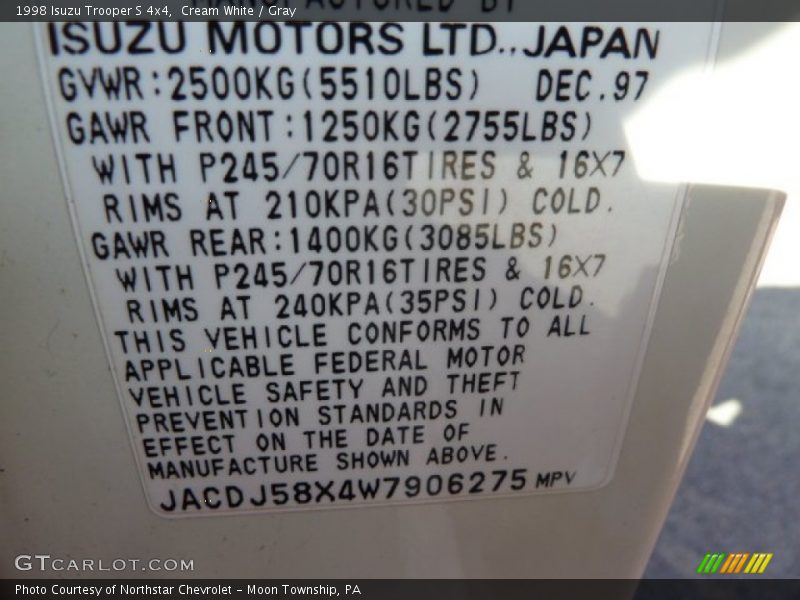 1998 Isuzu Trooper S 4x4,  Cream White / Gray
ISUZU MOTORS LTD., JAPAN
GVWR:2500KG(5510LBS)   DEC.97
GAWR FRONT:1250KG(2755LBS)
WITH P245/70R16TIRES & 16X7
RIMS AT 210KPA(30PSI) COLD.
GAWR REAR:1400KG(3085LBS)
WITH P245/70R16TIRES & 16X7
RIMS AT 240KPA(35PSI) COLD.
THIS VEHICLE CONFORMS TO ALL
APPLICABLE FEDERAL MOTOR
VEHICLE SAFETY AND THEFT
PREVENTION STANDARDS IN
EFFECT ON THE DATE OF
MANUFACTURE SHOWN ABOVE.
JACDJ58X4W7906275 MPV
GTCARLOT.COM
Photo Courtesy of Northstar Chevrolet - Moon Township, PA